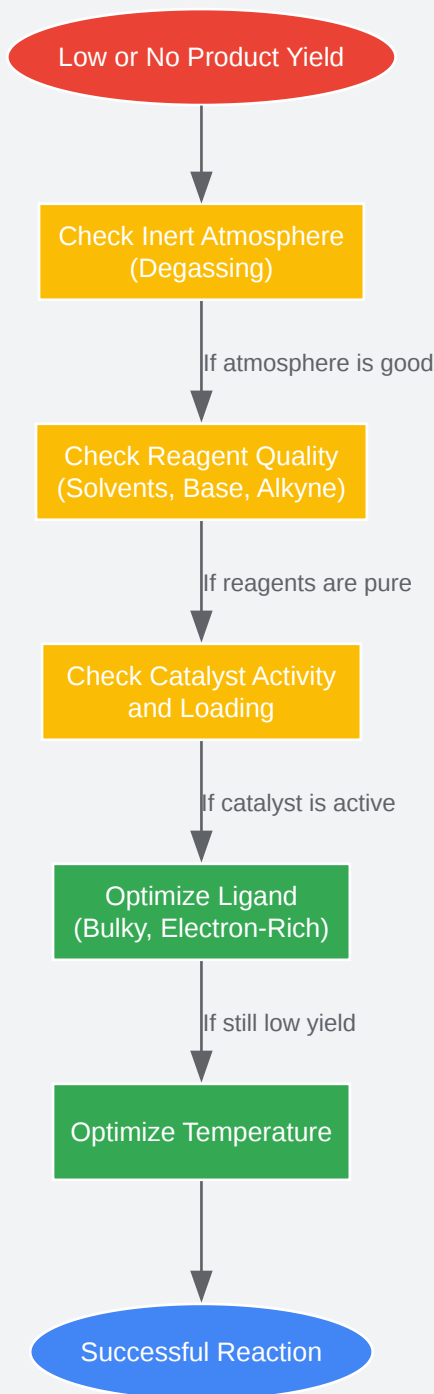 Low or No Product Yield
Check Inert Atmosphere
(Degassing)
If atmosphere is good
Check Reagent Quality
(Solvents, Base, Alkyne)
If reagents are pure
Check Catalyst Activity
and Loading
If catalyst is active
Optimize Ligand
(Bulky, Electron-Rich)
If still low yield
Optimize Temperature
Successful Reaction